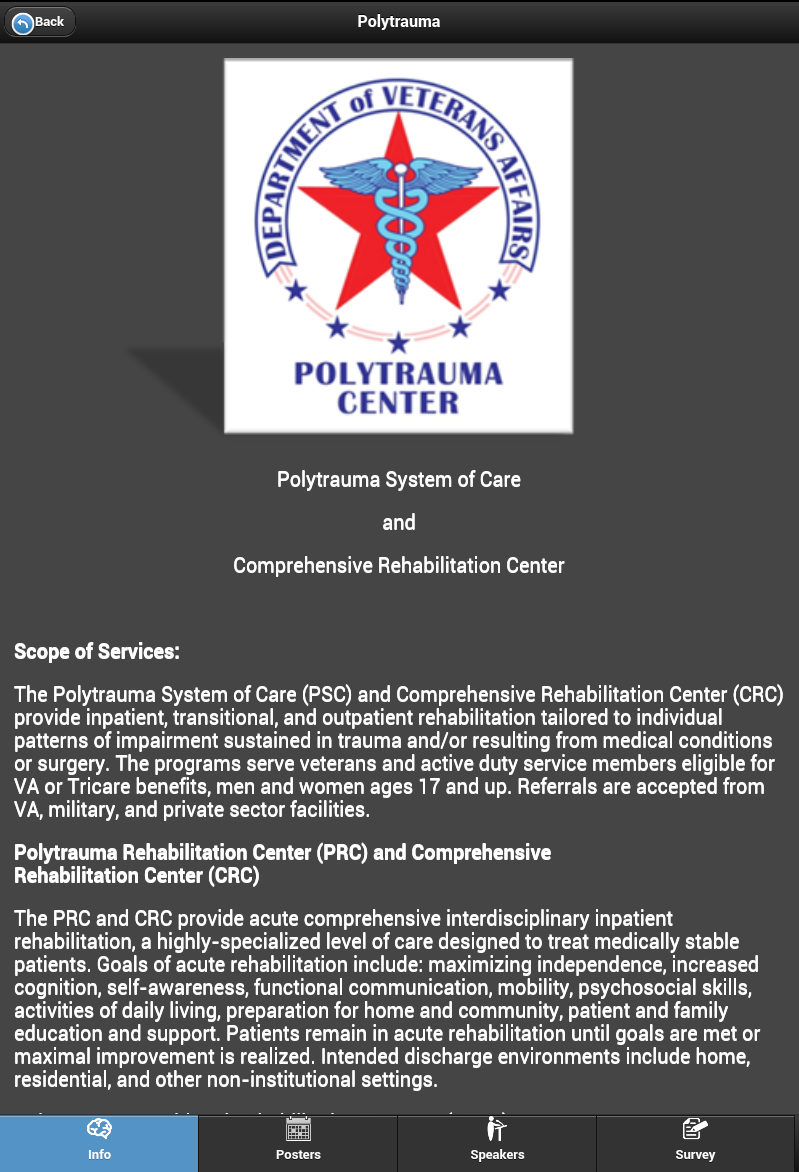 Back
Polytrauma
DEPARTMENT of VETERANS AFFAIRS
POLYTRAUMA
CENTER
Polytrauma System of Care
and
Comprehensive Rehabilitation Center
Scope of Services:
The Polytrauma System of Care (PSC) and Comprehensive Rehabilitation Center (CRC)
provide inpatient, transitional, and outpatient rehabilitation tailored to individual
patterns of impairment sustained in trauma and/or resulting from medical conditions
or surgery. The programs serve veterans and active duty service members eligible for
VA or Tricare benefits, men and women ages 17 and up. Referrals are accepted from
VA, military, and private sector facilities.
Polytrauma Rehabilitation Center (PRC) and Comprehensive
Rehabilitation Center (CRC)
The PRC and CRC provide acute comprehensive interdisciplinary inpatient
rehabilitation, a highly-specialized level of care designed to treat medically stable
patients. Goals of acute rehabilitation include: maximizing independence, increased
cognition, self-awareness, functional communication, mobility, psychosocial skills,
activities of daily living, preparation for home and community, patient and family
education and support. Patients remain in acute rehabilitation until goals are met or
maximal improvement is realized. Intended discharge environments include home,
residential, and other non-institutional settings.
Info
Posters
Speakers
Survey